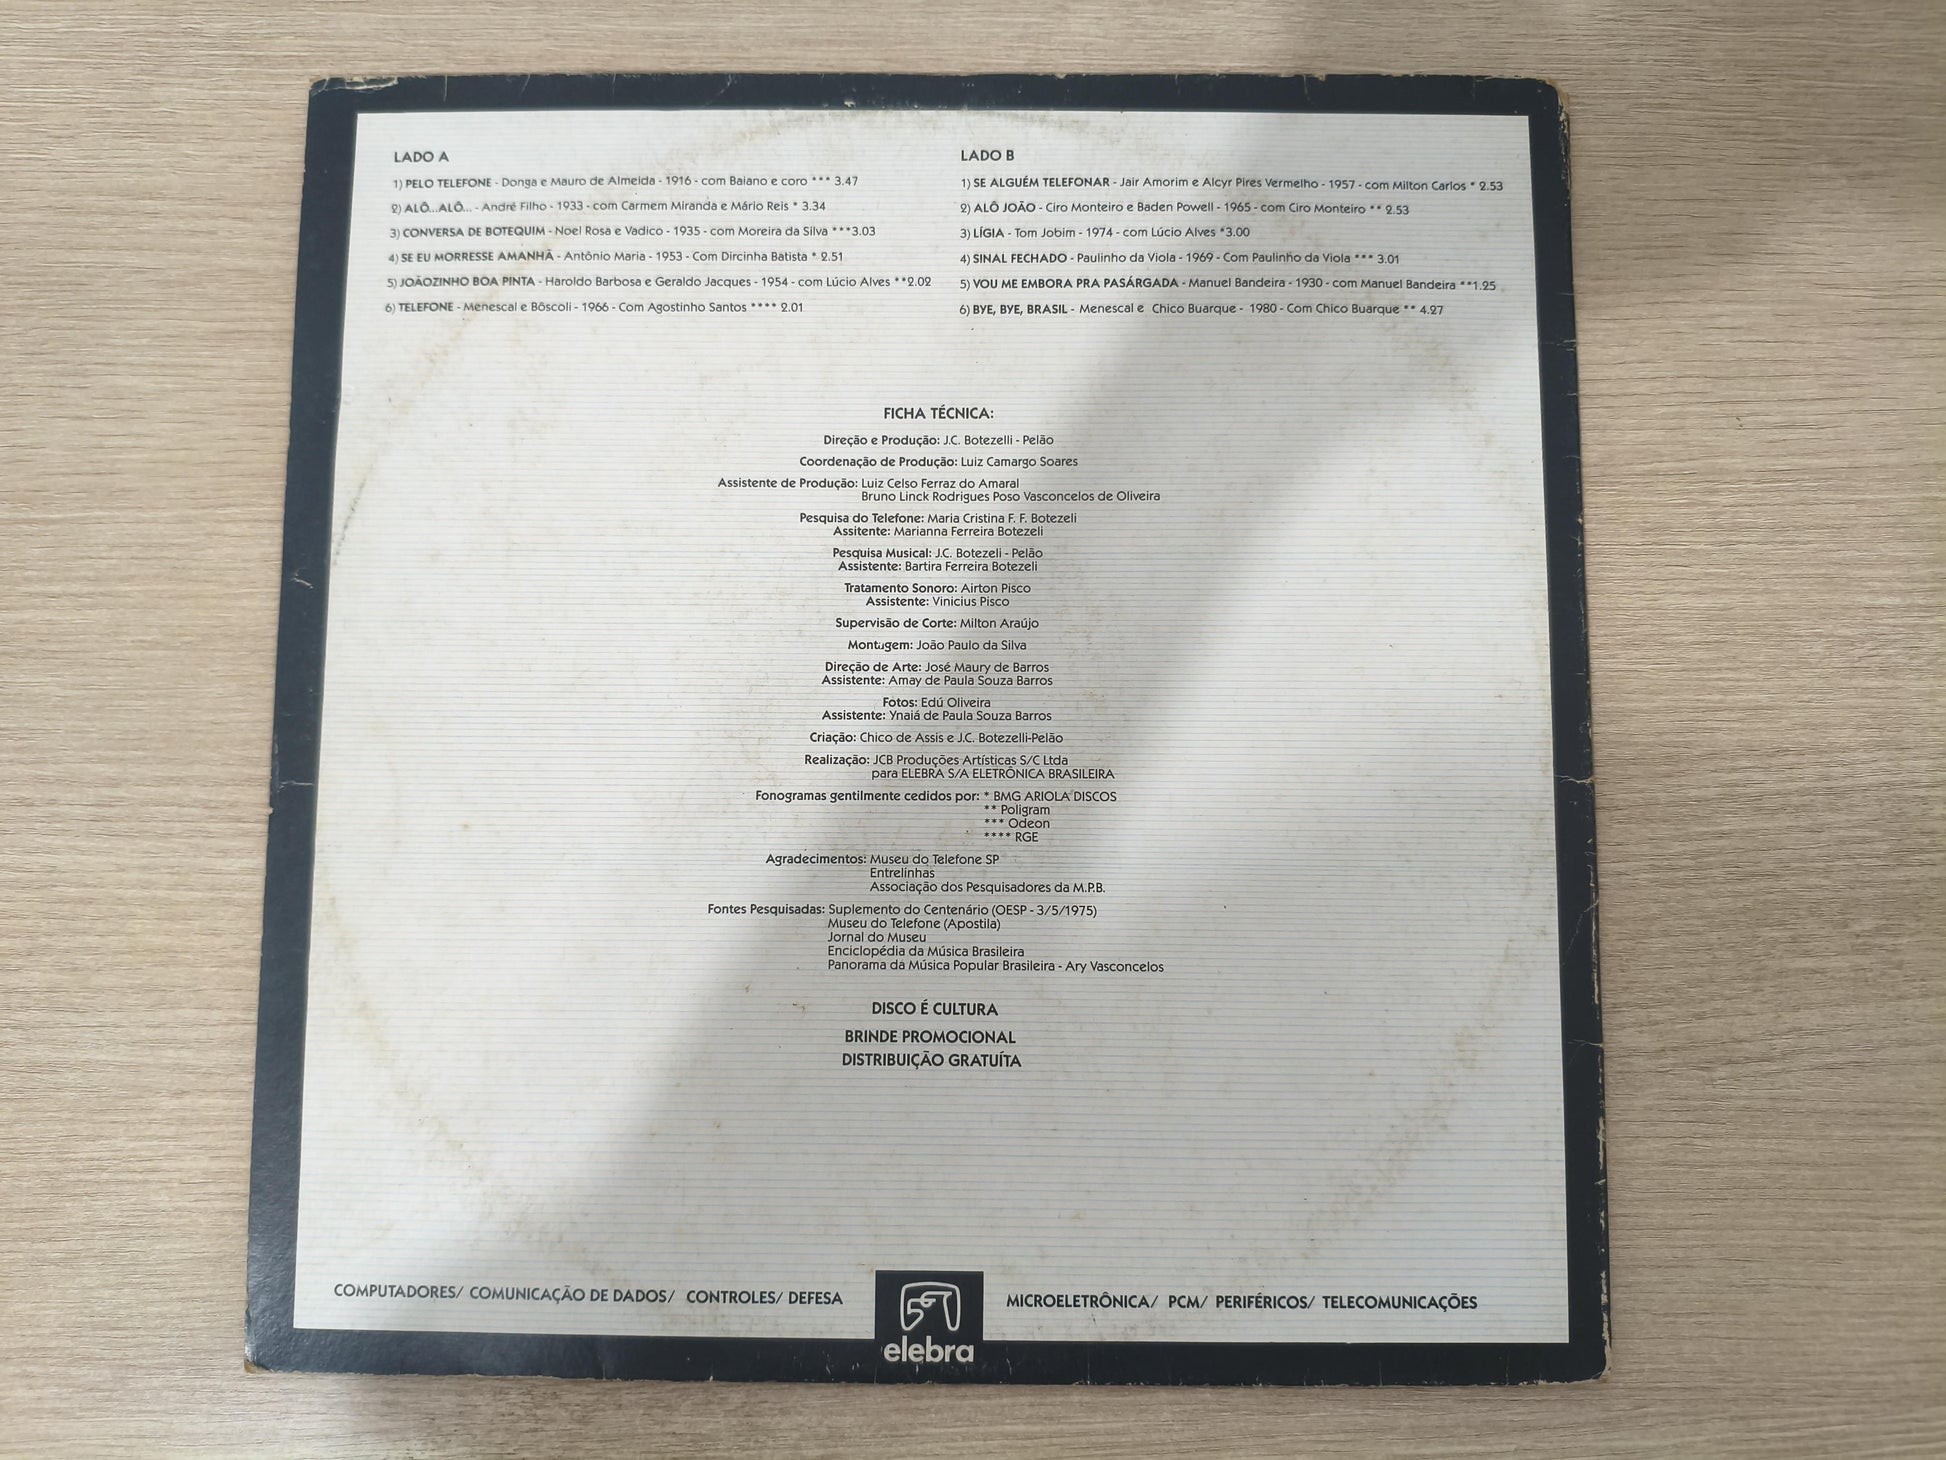 LADO A
1) PELO TELEFONE - Donga e Mauro de Almeida - 1916 - com Baiano e coro *** 3.47
2) ALÔ...ALÔ... - André Filho - 1933 - com Carmem Miranda e Mário Reis * 3.34
3) CONVERSA DE BOTEQUIM - Noel Rosa e Vadico - 1935 - com Moreira da Silva ***3.03
4) SE EU MORRESSE AMANHÃ - Antônio Maria - 1953 - Com Dircinha Batista * 2.51
5) JOÃOZINHO BOA PINTA - Haroldo Barbosa e Geraldo Jacques - 1954 - com Lúcio Alves **2.02
6) TELEFONE - Menescal e Bôscoli - 1966 - Com Agostinho Santos **** 2.01
LADO B
1) SE ALGUÉM TELEFONAR - Jair Amorim e Alcyr Pires Vermelho - 1957 - com Milton Carlos * 2.53
2) ALÔ JOÃO - Ciro Monteiro e Baden Powell - 1965 - com Ciro Monteiro ** 2.53
3) LÍGIA - Tom Jobim - 1974 - com Lúcio Alves *3.00
4) SINAL FECHADO - Paulinho da Viola - 1969 - Com Paulinho da Viola *** 3.01
5) VOU ME EMBORA PRA PASÁRGADA - Manuel Bandeira - 1930 - com Manuel Bandeira **1.25
6) BYE, BYE, BRASIL - Menescal e Chico Buarque - 1980 - Com Chico Buarque ** 4.27
FICHA TÉCNICA:
Direção e Produção: J.C. Botezelli - Pelão
Coordenação de Produção: Luiz Camargo Soares
Assistente de Produção: Luiz Celso Ferraz do Amaral
Bruno Linck Rodrigues Poso Vasconcelos de Oliveira
Pesquisa do Telefone: Maria Cristina F. F. Botezeli
Assitente: Marianna Ferreira Botezeli
Pesquisa Musical: J.C. Botezeli - Pelão
Assistente: Bartira Ferreira Botezeli
Tratamento Sonoro: Airton Pisco
Assistente: Vinicius Pisco
Supervisão de Corte: Milton Araújo
Montagem: João Paulo da Silva
Direção de Arte: José Maury de Barros
Assistente: Amay de Paula Souza Barros
Fotos: Edú Oliveira
Assistente: Ynaiá de Paula Souza Barros
Criação: Chico de Assis e J.C. Botezelli-Pelão
Realização: JCB Produções Artísticas S/C Ltda
para ELEBRA S/A ELETRÔNICA BRASILEIRA
Fonogramas gentilmente cedidos por: * BMG ARIOLA DISCOS
** Poligram
*** Odeon
**** RGE
Agradecimentos: Museu do Telefone SP
Entrelinhas
Associação dos Pesquisadores da M.P.B.
Fontes Pesquisadas: Suplemento do Centenário (OESP - 3/5/1975)
Museu do Telefone (Apostila)
Jornal do Museu
Enciclopédia da Música Brasileira
Panorama da Música Popular Brasileira - Ary Vasconcelos
DISCO É CULTURA
BRINDE PROMOCIONAL
DISTRIBUIÇÃO GRATUÍTA
COMPUTADORES/ COMUNICAÇÃO DE DADOS/ CONTROLES/ DEFESA
elebra
MICROELETRÔNICA/ PCM/ PERIFÉRICOS/ TELECOMUNICAÇÕES